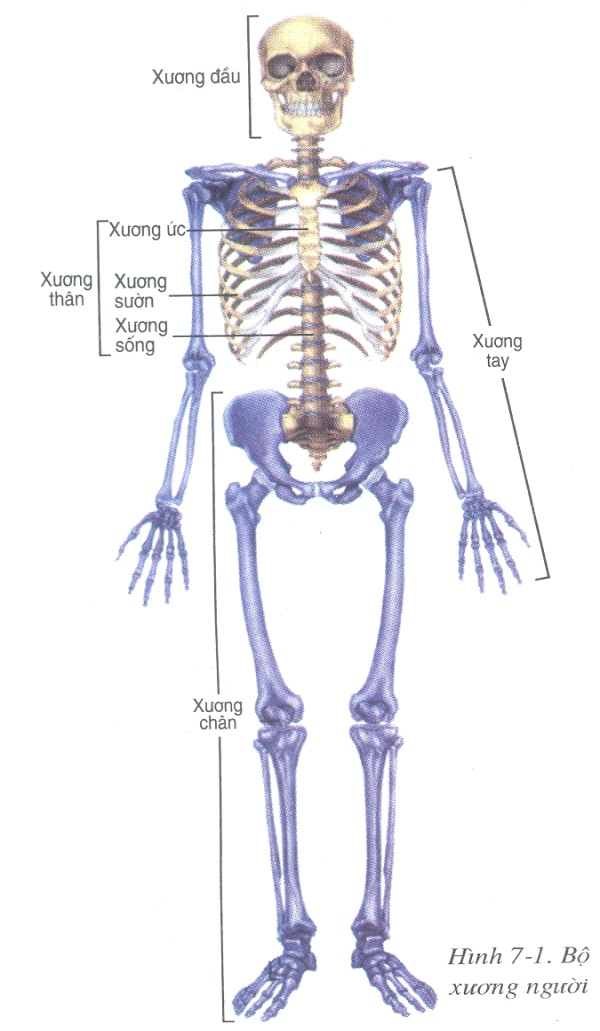 Xương đầu
Xương ức
Xương
thân
Xương
sườn
Xương
sống
Xương
tay
Xương
chân
Hình 7-1. Bộ
xương người